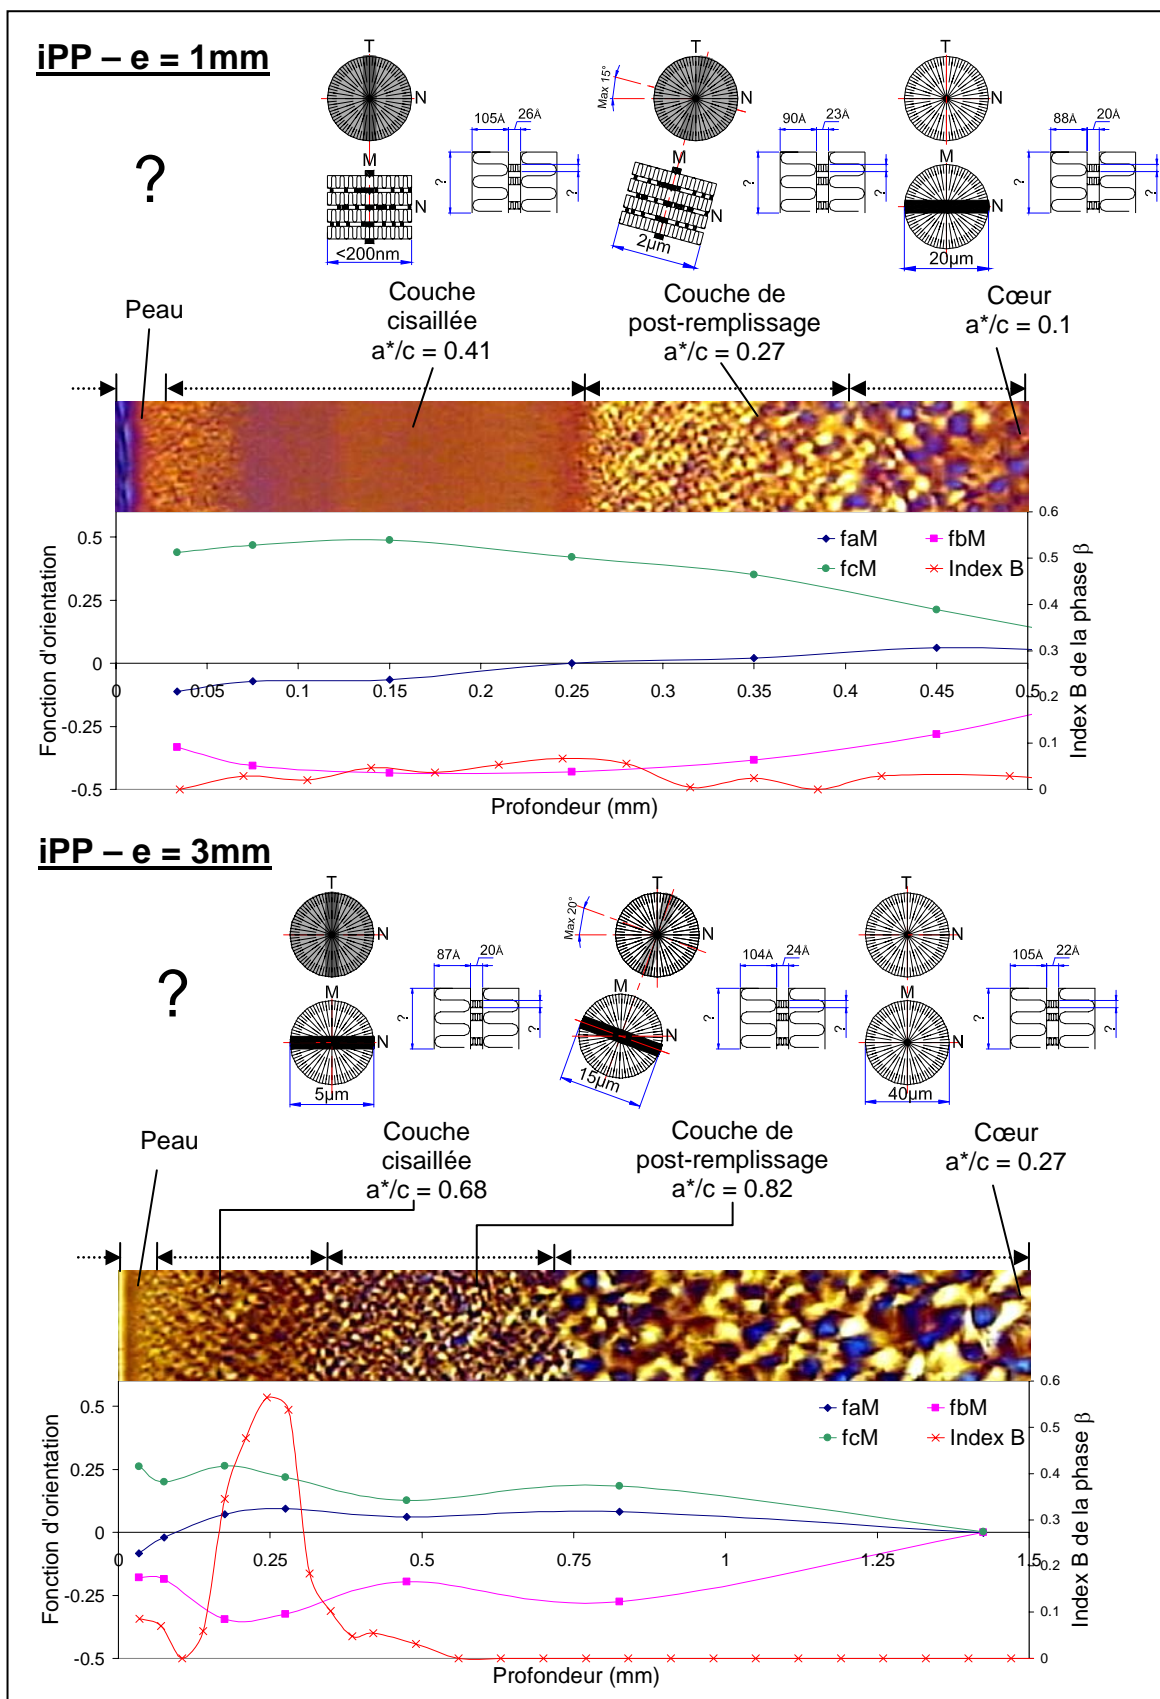 iPP – e = 1mm
T
N
M
N
<200nm
105Å
26Å
?
?
Max 15°
T
N
M
N
2µm
90Å
23Å
?
?
T
N
M
N
20µm
88Å
20Å
?
?
?
Peau
Couche
cisaillée
a*/c = 0.41
Couche de
post-remplissage
a*/c = 0.27
Cœur
a*/c = 0.1
Fonction d'orientation
0.5
0.25
0
-0.25
-0.5
0
0.05
0.1
0.15
0.2
0.25
0.3
0.35
0.4
0.45
0.5
faM
fbM
fcM
Index B
0.6
0.5
0.4
0.3
0.2
0.1
0
Index B de la phase β
Profondeur (mm)
iPP – e = 3mm
T
N
M
N
5µm
87Å
20Å
?
?
Max 20°
T
N
M
N
15µm
104Å
24Å
?
?
T
N
M
N
40µm
105Å
22Å
?
?
?
Peau
Couche
cisaillée
a*/c = 0.68
Couche de
post-remplissage
a*/c = 0.82
Cœur
a*/c = 0.27
Fonction d'orientation
0.5
0.25
0
-0.25
-0.5
0
0.25
0.5
0.75
1
1.25
1.5
faM
fbM
fcM
Index B
0.6
0.5
0.4
0.3
0.2
0.1
0
Index B de la phase β
Profondeur (mm)